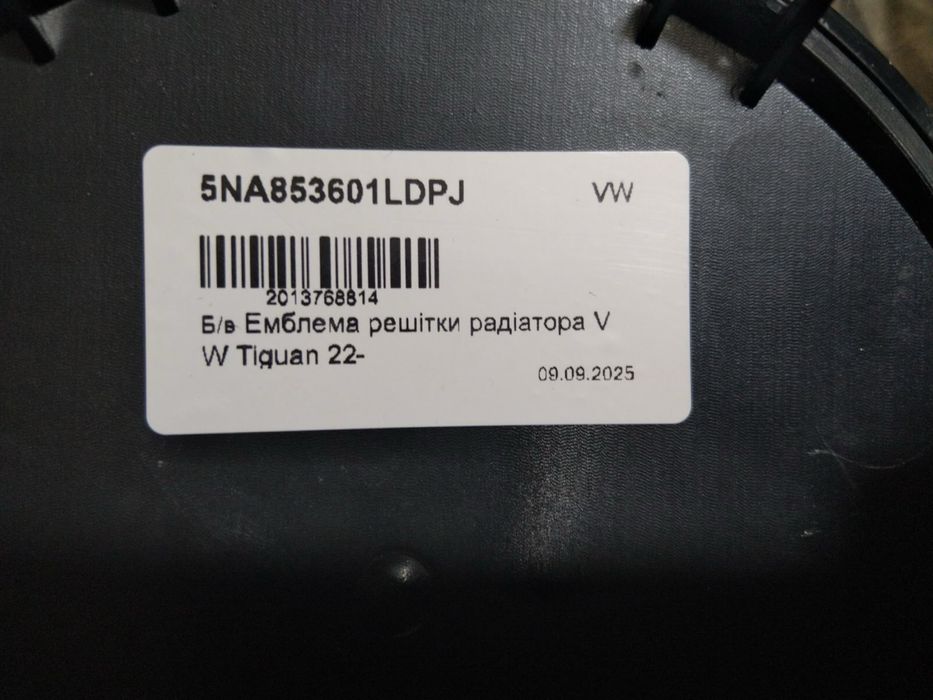 5NA853601LDPJ VW
2013768814
Б/в Емблема решітки радіатора V
W Tiguan 22-
09.09.2025